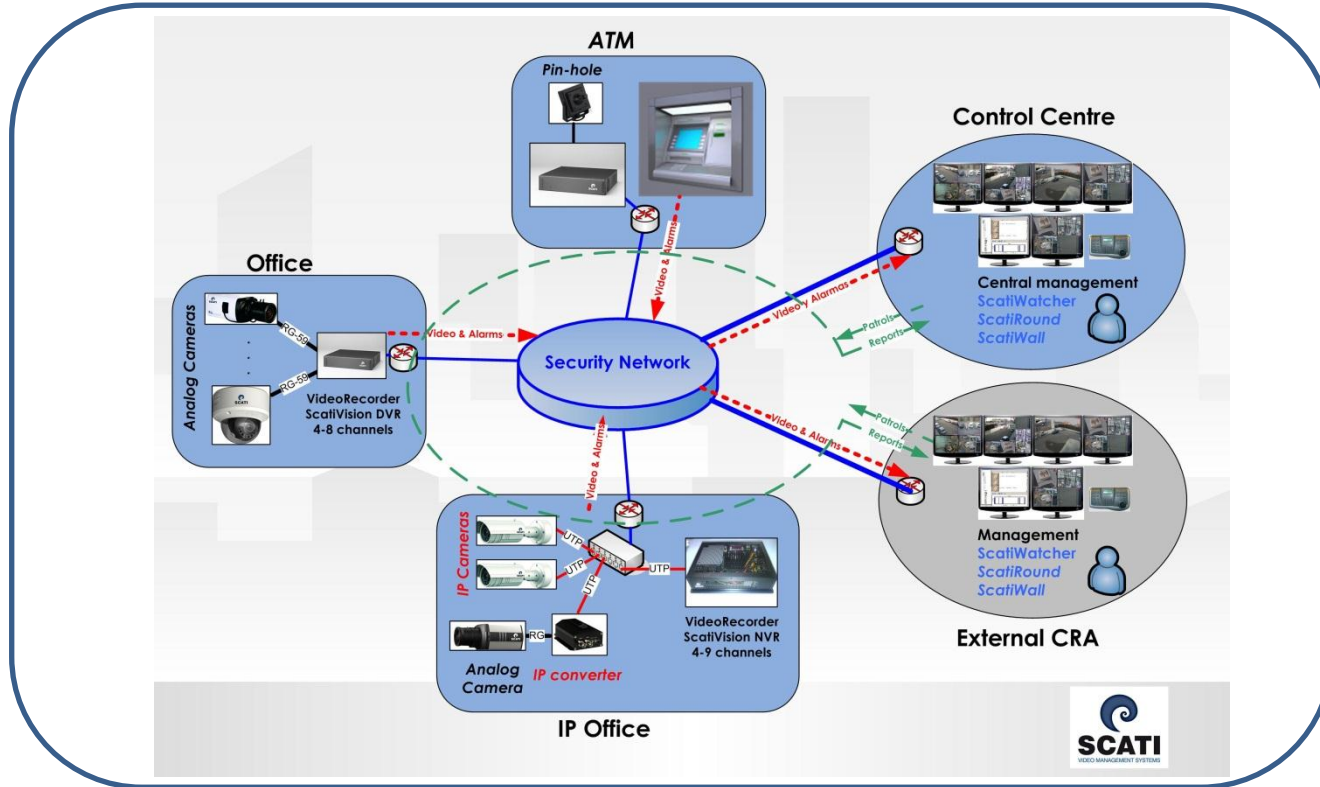 ATM
Pin-hole
Video & Alarms
Control Centre
Central management
ScatiWatcher
ScatiRound
ScatiWall
Video y Alarmas
Patrols
Reports
Office
Analog Cameras
RG-59
RG-59
VideoRecorder
ScatiVision DVR
4-8 channels
Video & Alarms
Security Network
Video & Alarms
Patrols
Reports
Management
ScatiWatcher
ScatiRound
ScatiWall
External CRA
Video & Alarms
IP Cameras
UTP
UTP
UTP
UTP
RG
Analog
Camera
IP converter
VideoRecorder
ScatiVision NVR
4-9 channels
IP Office
SCATI
VIDEO MANAGEMENT SYSTEMS